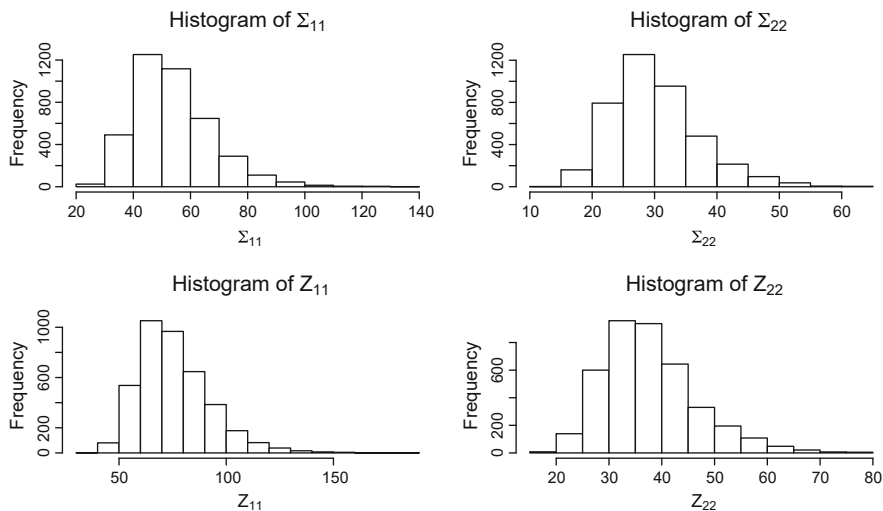 Histogram of Σ₁₁
Frequency
0 400 800 1200
20 40 60 80 100 120 140
Σ₁₁
Histogram of Σ₂₂
Frequency
0 400 800 1200
10 20 30 40 50 60
Σ₂₂
Histogram of Z₁₁
Frequency
0 200 600 1000
50 100 150
Z₁₁
Histogram of Z₂₂
Frequency
0 200 600
20 30 40 50 60 70 80
Z₂₂